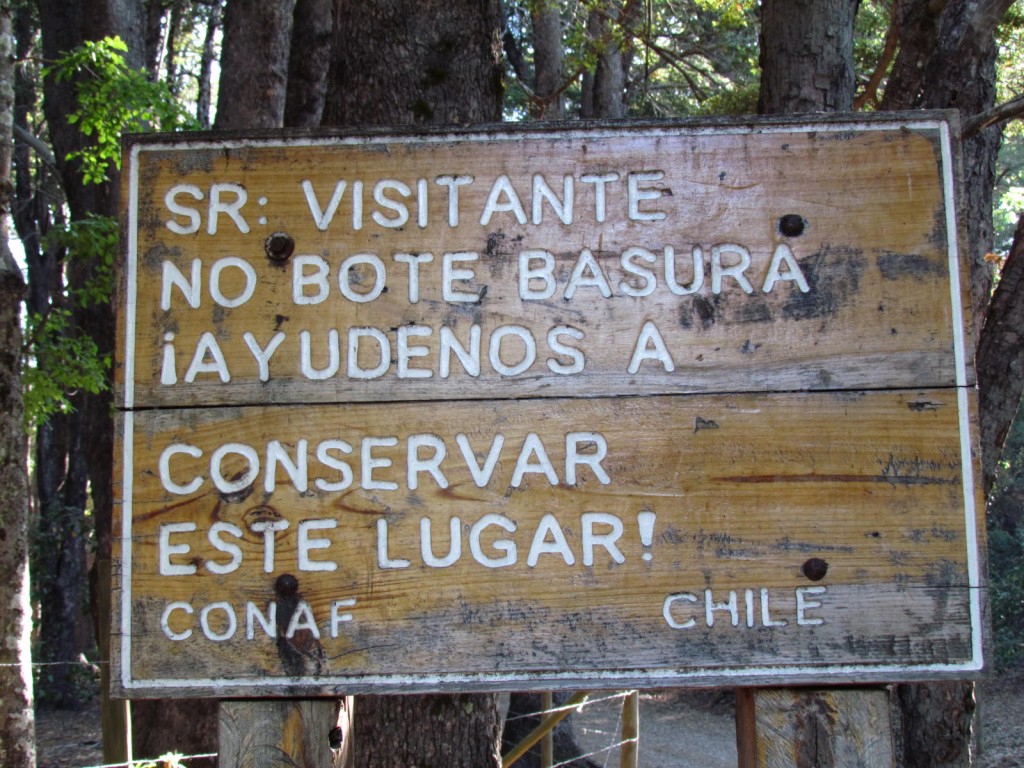 SR: VISITANTE
NO BOTE BASURA
¡AYUDENOS A
CONSERVAR
ESTE LUGAR!
CONAF CHILE